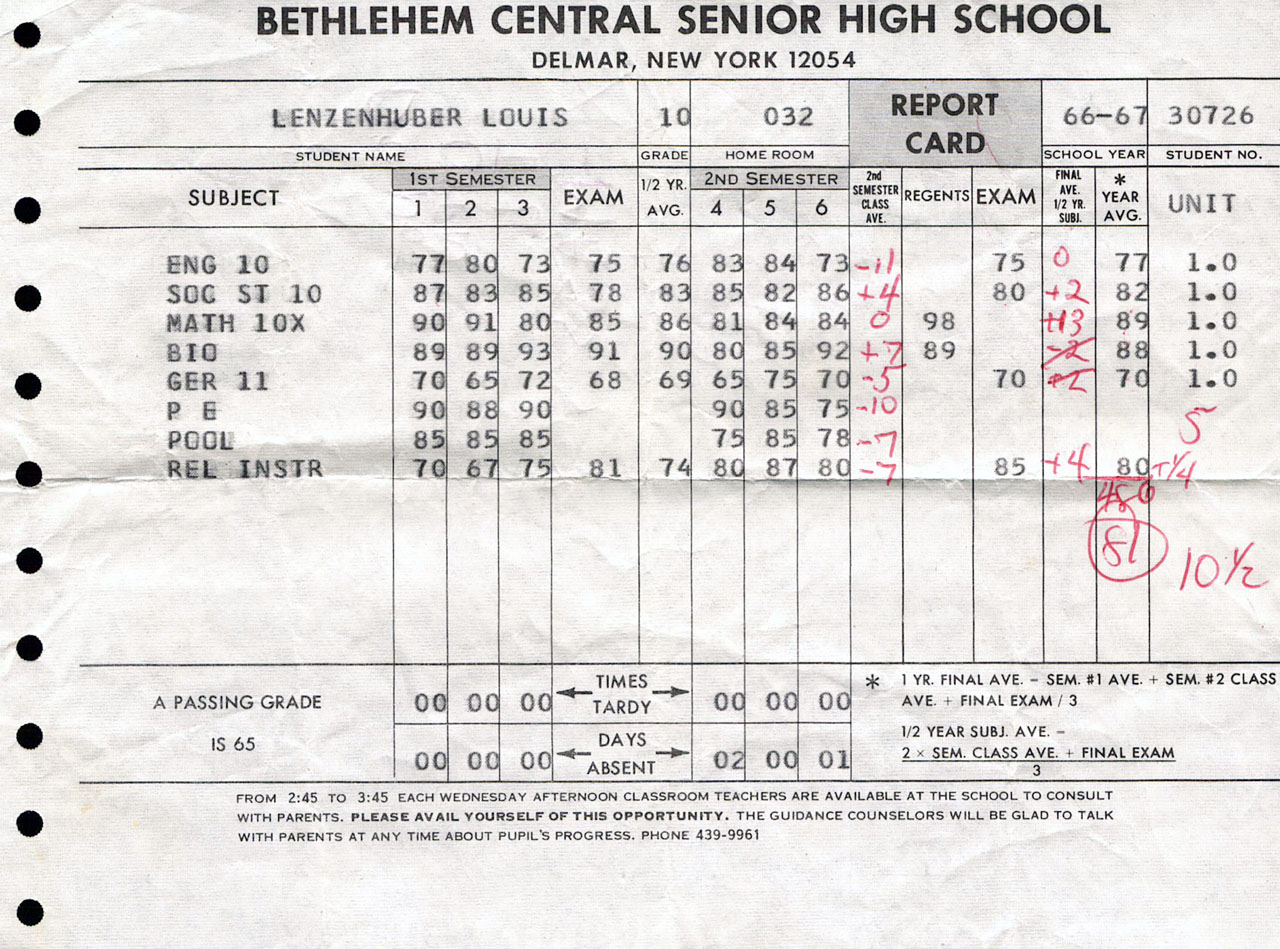 BETHLEHEM CENTRAL SENIOR HIGH SCHOOL
DELMAR, NEW YORK 12054
LENZENHUBER LOUIS 10 032 REPORT CARD 66-67 30726
STUDENT NAME GRADE HOME ROOM SCHOOL YEAR STUDENT NO.
SUBJECT 1ST SEMESTER 1 2 3 EXAM 1/2 YR. AVG. 2ND SEMESTER 4 5 6 2nd SEMESTER CLASS AVE. REGENTS EXAM FINAL AVE. 1/2 YR. SUBJ. * YEAR AVG. UNIT
ENG 10 77 80 73 75 76 83 84 73 -11 75 0 77 1.0
SOC ST 10 87 83 85 78 83 85 82 86 +4 80 +2 82 1.0
MATH 10X 90 91 80 85 86 81 84 84 0 98 +13 89 1.0
BIO 89 89 93 91 90 80 85 92 +7 89 -2 88 1.0
GER 11 70 65 72 68 69 65 75 70 -5 70 70 1.0
P E 90 88 90 90 85 75 -10
POOL 85 85 85 75 85 78 -7 5
REL INSTR 70 67 75 81 74 80 87 80 -7 85 +4 80 +1/4
81 10 1/2
A PASSING GRADE IS 65
00 00 00 TIMES TARDY 00 00 00
00 00 00 DAYS ABSENT 02 00 01
* 1 YR. FINAL AVE. – SEM. #1 AVE. + SEM. #2 CLASS
AVE. + FINAL EXAM / 3
1/2 YEAR SUBJ. AVE. –
2 × SEM. CLASS AVE. + FINAL EXAM
3
FROM 2:45 TO 3:45 EACH WEDNESDAY AFTERNOON CLASSROOM TEACHERS ARE AVAILABLE AT THE SCHOOL TO CONSULT
WITH PARENTS. PLEASE AVAIL YOURSELF OF THIS OPPORTUNITY. THE GUIDANCE COUNSELORS WILL BE GLAD TO TALK
WITH PARENTS AT ANY TIME ABOUT PUPIL'S PROGRESS. PHONE 439-9961